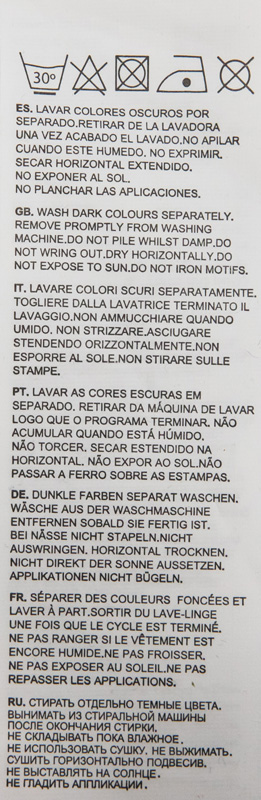 30°
ES. LAVAR COLORES OSCUROS POR
SEPARADO.RETIRAR DE LA LAVADORA
UNA VEZ ACABADO EL LAVADO.NO APILAR
CUANDO ESTE HUMEDO. NO EXPRIMIR.
SECAR HORIZONTAL EXTENDIDO.
NO EXPONER AL SOL.
NO PLANCHAR LAS APLICACIONES.
GB. WASH DARK COLOURS SEPARATELY.
REMOVE PROMPTLY FROM WASHING
MACHINE.DO NOT PILE WHILST DAMP.DO
NOT WRING OUT.DRY HORIZONTALLY.DO
NOT EXPOSE TO SUN.DO NOT IRON MOTIFS.
IT. LAVARE COLORI SCURI SEPARATAMENTE.
TOGLIERE DALLA LAVATRICE TERMINATO IL
LAVAGGIO.NON AMMUCCHIARE QUANDO
UMIDO. NON STRIZZARE.ASCIUGARE
STENDENDO ORIZZONTALMENTE.NON
ESPORRE AL SOLE.NON STIRARE SULLE
STAMPE.
PT. LAVAR AS CORES ESCURAS EM
SEPARADO. RETIRAR DA MÁQUINA DE LAVAR
LOGO QUE O PROGRAMA TERMINAR. NÃO
ACUMULAR QUANDO ESTÁ HÚMIDO.
NÃO TORCER. SECAR ESTENDIDO NA
HORIZONTAL. NÃO EXPOR AO SOL.NÃO
PASSAR A FERRO SOBRE AS ESTAMPAS.
DE. DUNKLE FARBEN SEPARAT WASCHEN.
WÄSCHE AUS DER WASCHMASCHINE
ENTFERNEN SOBALD SIE FERTIG IST.
BEI NÄSSE NICHT STAPELN.NICHT
AUSWRINGEN. HORIZONTAL TROCKNEN.
NICHT DIREKT DER SONNE AUSSETZEN.
APPLIKATIONEN NICHT BÜGELN.
FR. SÉPARER DES COULEURS FONCÉES ET
LAVER À PART.SORTIR DU LAVE-LINGE
UNE FOIS QUE LE CYCLE EST TERMINÉ.
NE PAS RANGER SI LE VÊTEMENT EST
ENCORE HUMIDE.NE PAS FROISSER.
NE PAS EXPOSER AU SOLEIL.NE PAS
REPASSER LES APPLICATIONS.
RU. СТИРАТЬ ОТДЕЛЬНО ТЕМНЫЕ ЦВЕТА.
ВЫНИМАТЬ ИЗ СТИРАЛЬНОЙ МАШИНЫ
ПОСЛЕ ОКОНЧАНИЯ СТИРКИ.
НЕ СКЛАДЫВАТЬ ПОКА ВЛАЖНОЕ.
НЕ ИСПОЛЬЗОВАТЬ СУШКУ. НЕ ВЫЖИМАТЬ.
СУШИТЬ ГОРИЗОНТАЛЬНО ПОДВЕСИВ.
НЕ ВЫСТАВЛЯТЬ НА СОЛНЦЕ.
НЕ ГЛАДИТЬ АППЛИКАЦИИ.